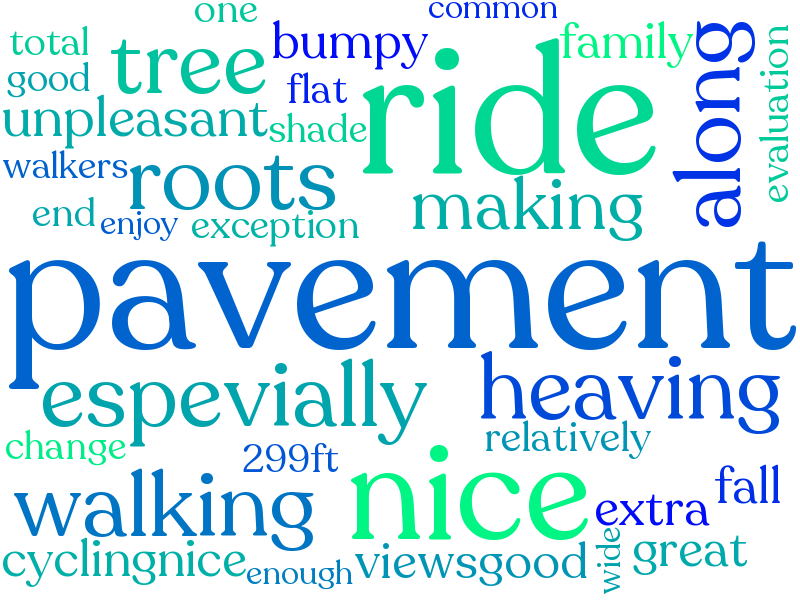 one
common
total
tree
bumpy
family
ride
good
flat
along
evaluation
unpleasant
shade
walkers
roots
making
end
enjoy
exception
pavement
espevially
heaving
change
299ft
relatively
walking
nice
extra
fall
cyclingnice
enough
viewsgood
wide
great